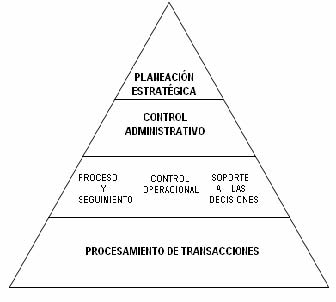 PLANEACIÓN
ESTRATÉGICA
CONTROL
ADMINISTRATIVO
PROCESO
Y
SEGUIMIENTO
CONTROL
OPERACIONAL
SOPORTE
A LAS
DECISIONES
PROCESAMIENTO DE TRANSACCIONES